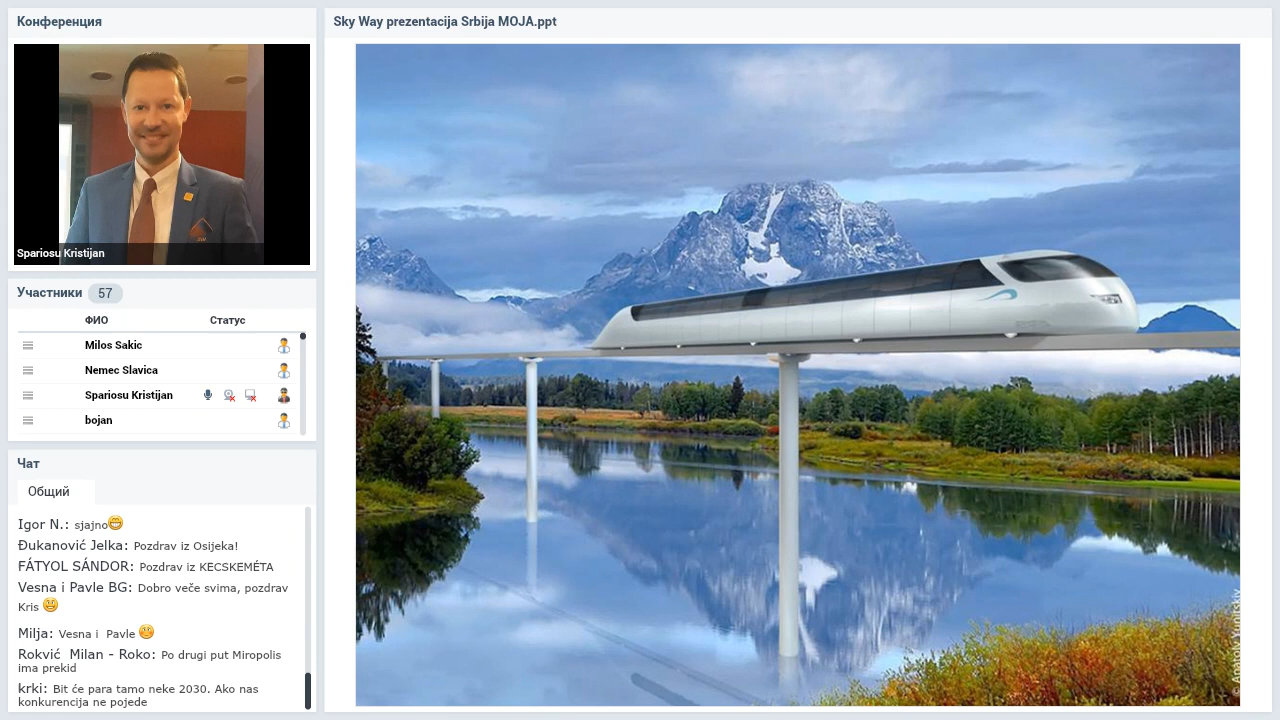 Конференция
Spariosu Kristijan
Участники 57
ФИО Статус
Milos Sakic
Nemec Slavica
Spariosu Kristijan
bojan
Чат
Общий
Igor N.: sjajno
Đukanović Jelka: Pozdrav iz Osijeka!
FÁTYOL SÁNDOR: Pozdrav iz KECSKEMÉTA
Vesna i Pavle BG: Dobro veče svima, pozdrav
Kris
Milja: Vesna i Pavle
Rokvić Milan - Roko: Po drugi put Miropolis
ima prekid
krki: Bit će para tamo neke 2030. Ako nas
konkurencija ne pojede
Sky Way prezentacija Srbija MOJA.ppt
© Anatoly Yunitsky